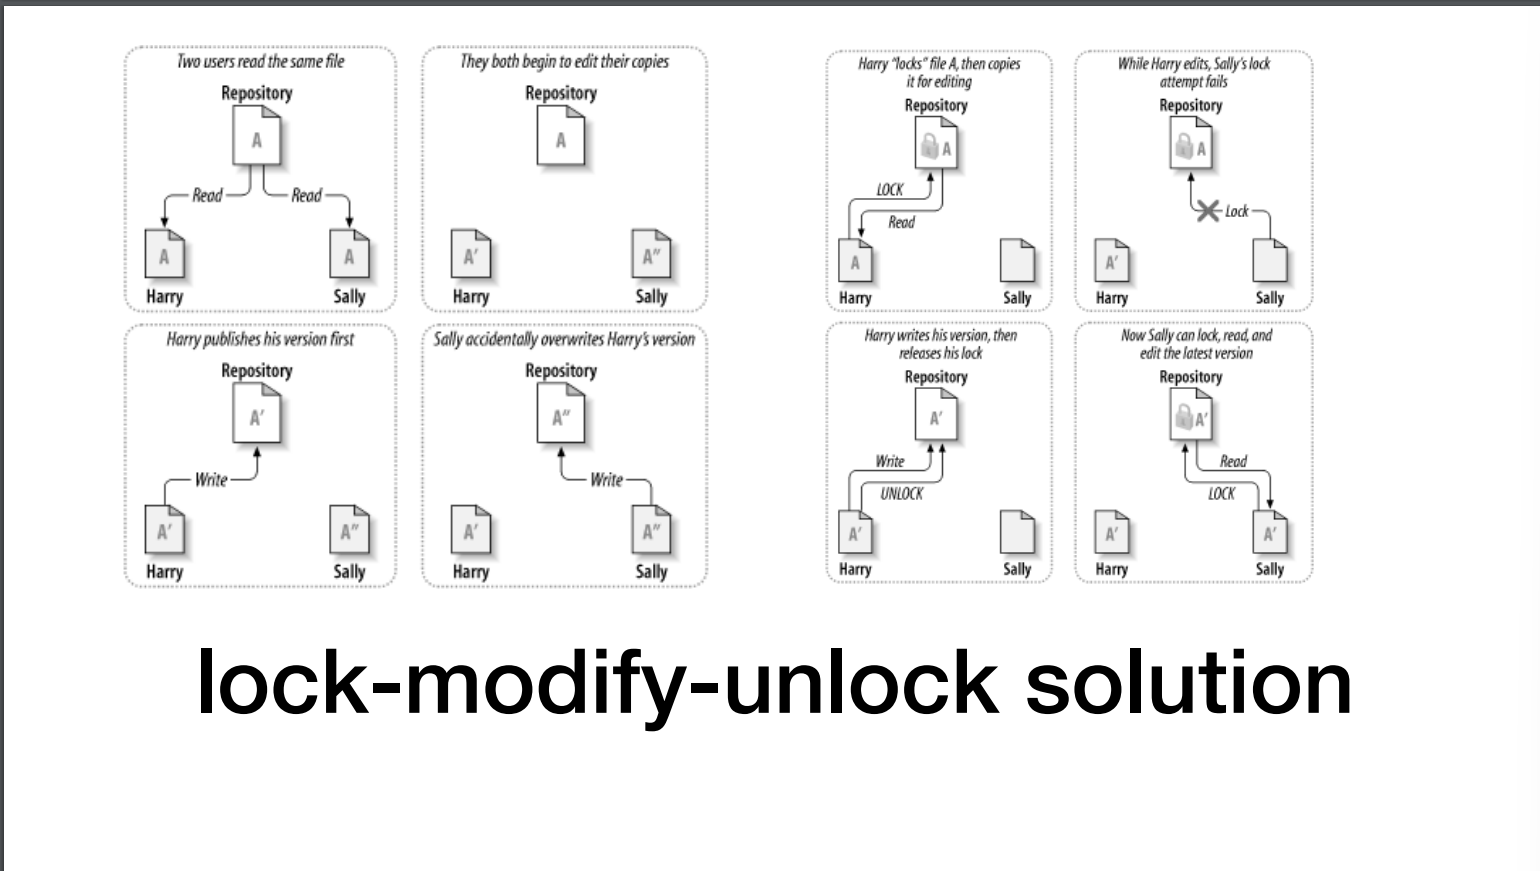 Two users read the same file
Repository
A
Read
Read
A
A
Harry
Sally
They both begin to edit their copies
Repository
A
A′
A″
Harry
Sally
Harry publishes his version first
Repository
A′
Write
A′
A″
Harry
Sally
Sally accidentally overwrites Harry's version
Repository
A″
Write
A′
A″
Harry
Sally
Harry "locks" file A, then copies
it for editing
Repository
A
LOCK
Read
A
Harry
Sally
While Harry edits, Sally's lock
attempt fails
Repository
A
Lock
A′
Harry
Sally
Harry writes his version, then
releases his lock
Repository
A′
Write
UNLOCK
A′
Harry
Sally
Now Sally can lock, read, and
edit the latest version
Repository
A′
Read
LOCK
A′
A′
Harry
Sally
lock-modify-unlock solution